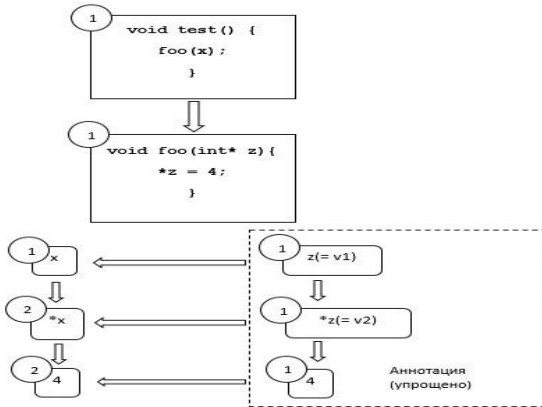 1
void test() {
foo(x);
}
1
void foo(int* z){
*z = 4;
}
1 x
1 z(= v1)
2 *x
1 *z(= v2)
2 4
1 4
Аннотация
(упрощено)